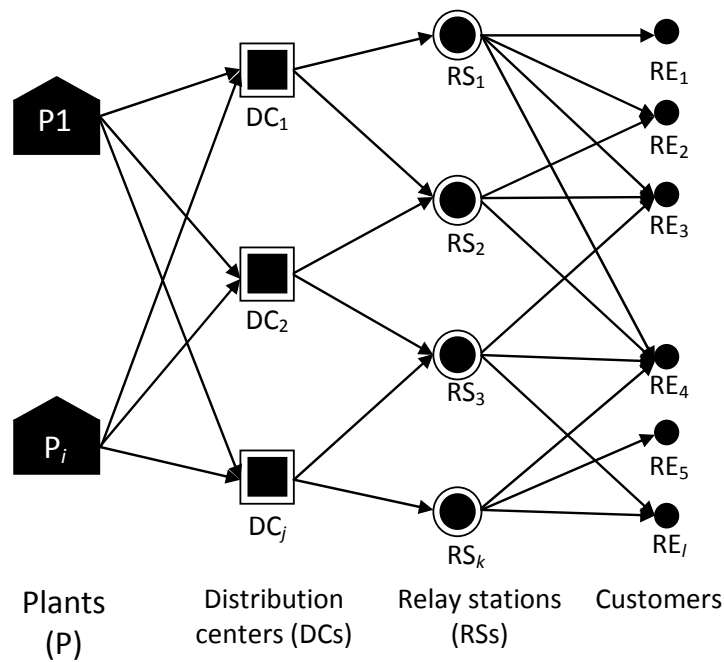 P1
P𝑖
DC₁
DC₂
DCⱼ
RS₁
RS₂
RS₃
RSₖ
RE₁
RE₂
RE₃
RE₄
RE₅
REₗ
Plants
(P)
Distribution
centers (DCs)
Relay stations
(RSs)
Customers